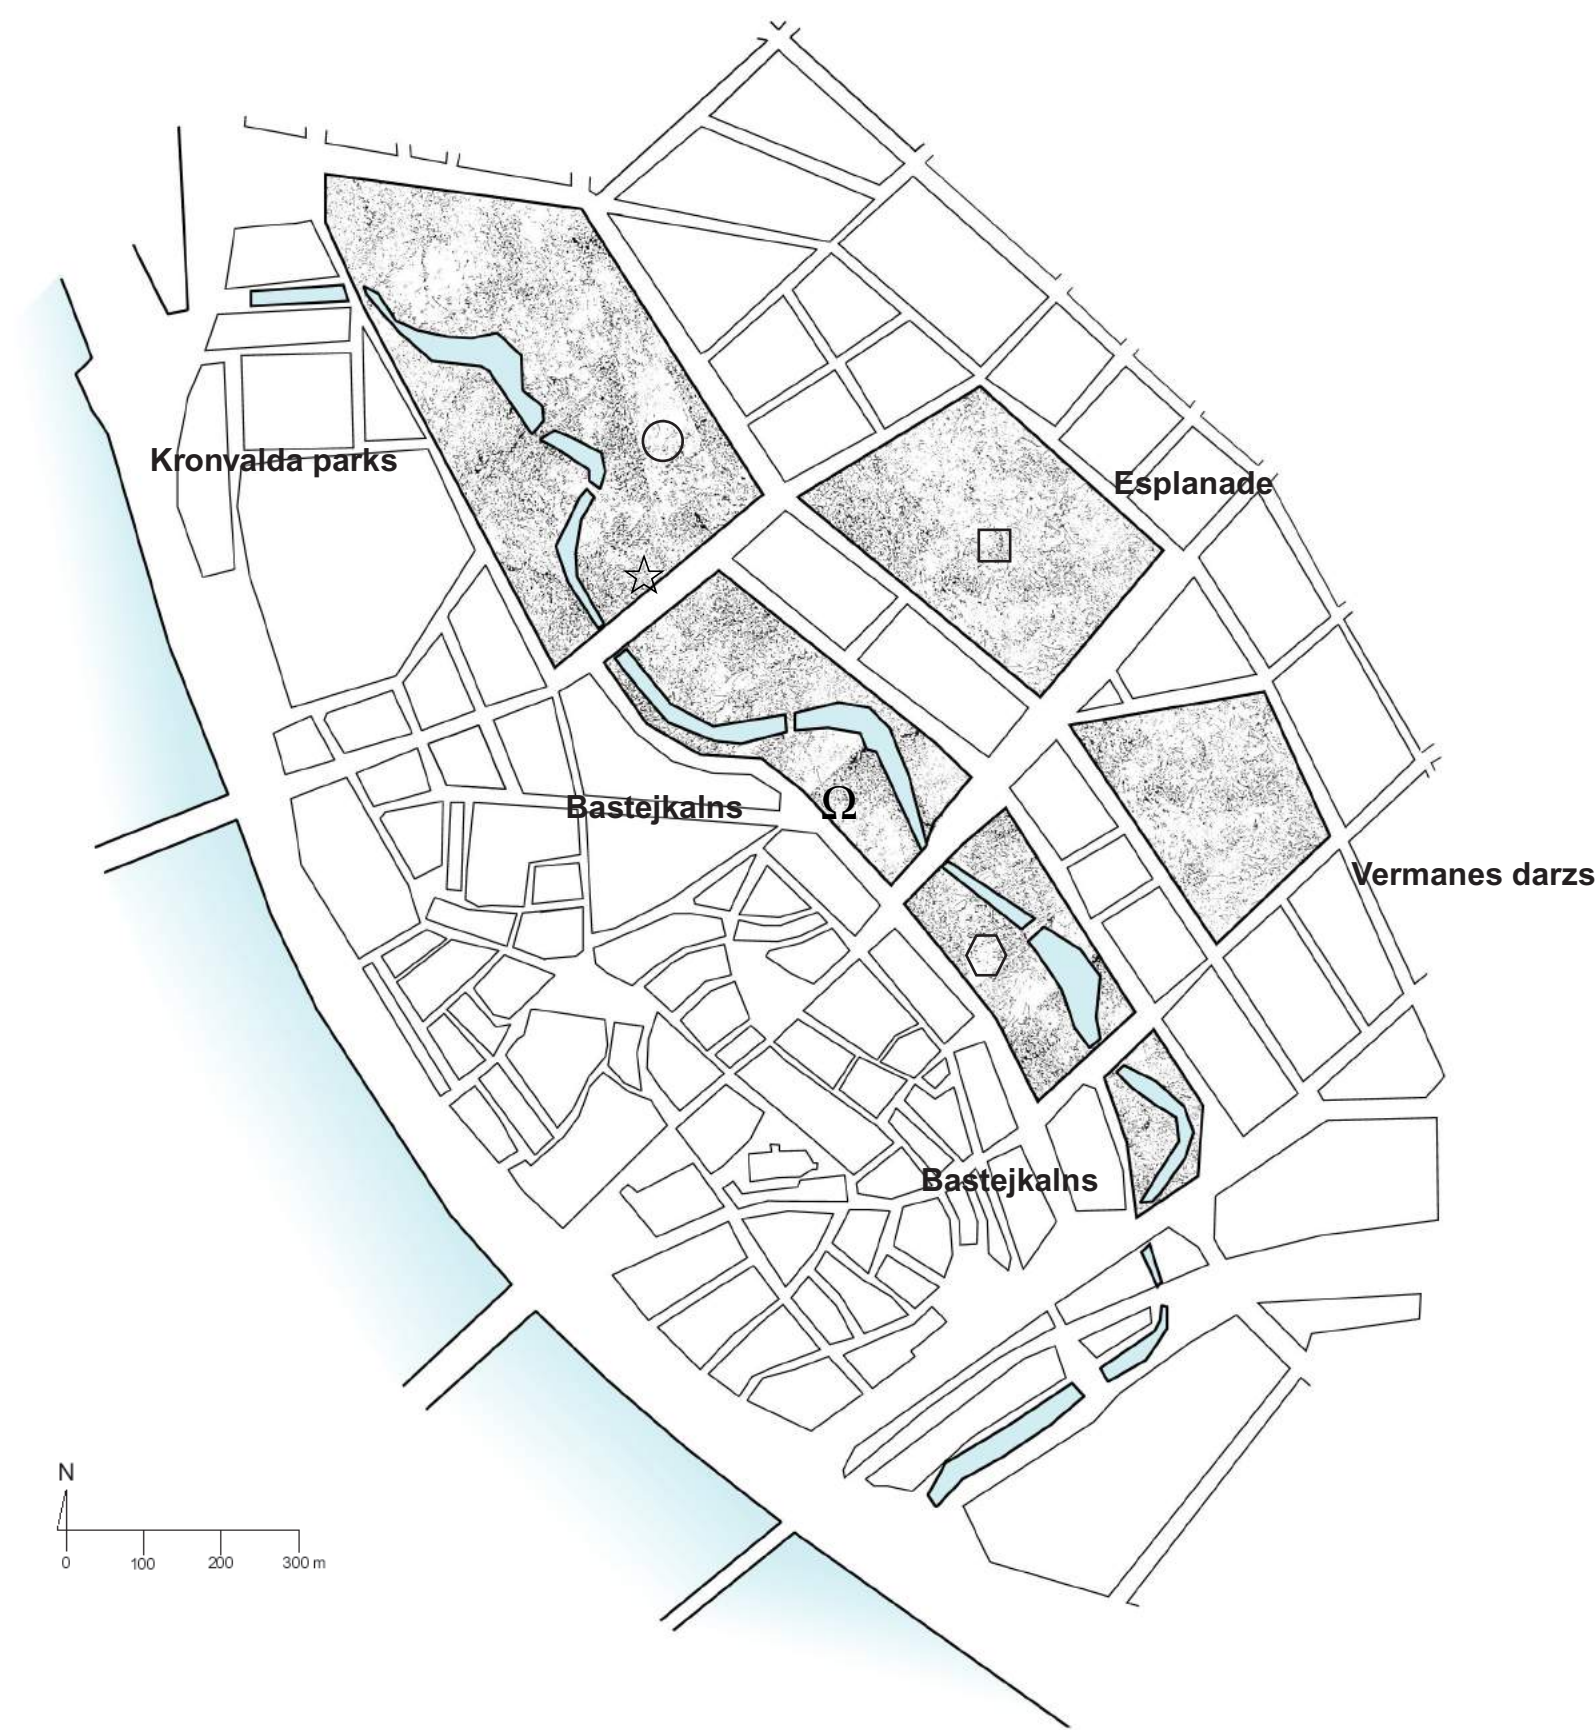 Kronvalda parks
Esplanade
Ω
Bastejkalns
Vermanes darzs
Bastejkalns
N
0 100 200 300 m